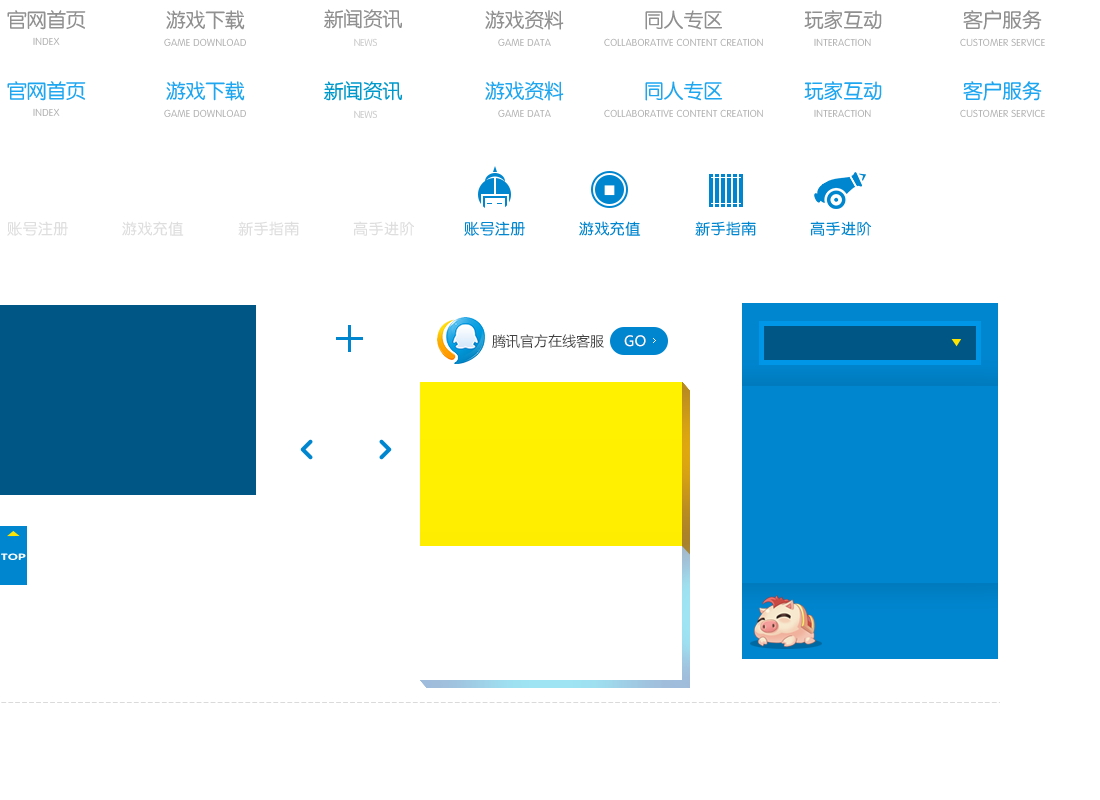 官网首页 游戏下载 新闻资讯 游戏资料 同人专区 玩家互动 客户服务
INDEX GAME DOWNLOAD NEWS GAME DATA COLLABORATIVE CONTENT CREATION INTERACTION CUSTOMER SERVICE
官网首页 游戏下载 新闻资讯 游戏资料 同人专区 玩家互动 客户服务
INDEX GAME DOWNLOAD NEWS GAME DATA COLLABORATIVE CONTENT CREATION INTERACTION CUSTOMER SERVICE
账号注册 游戏充值 新手指南 高手进阶 账号注册 游戏充值 新手指南 高手进阶
腾讯官方在线客服 GO
TOP